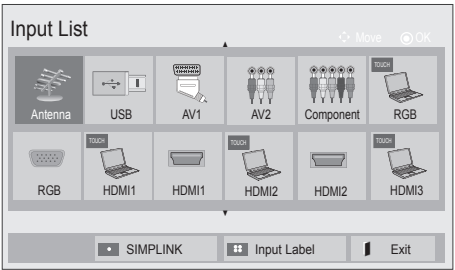 Input List
Move OK
TOUCH
Antenna USB AV1 AV2 Component RGB
TOUCH TOUCH TOUCH
RGB HDMI1 HDMI1 HDMI2 HDMI2 HDMI3
SIMPLINK Input Label Exit